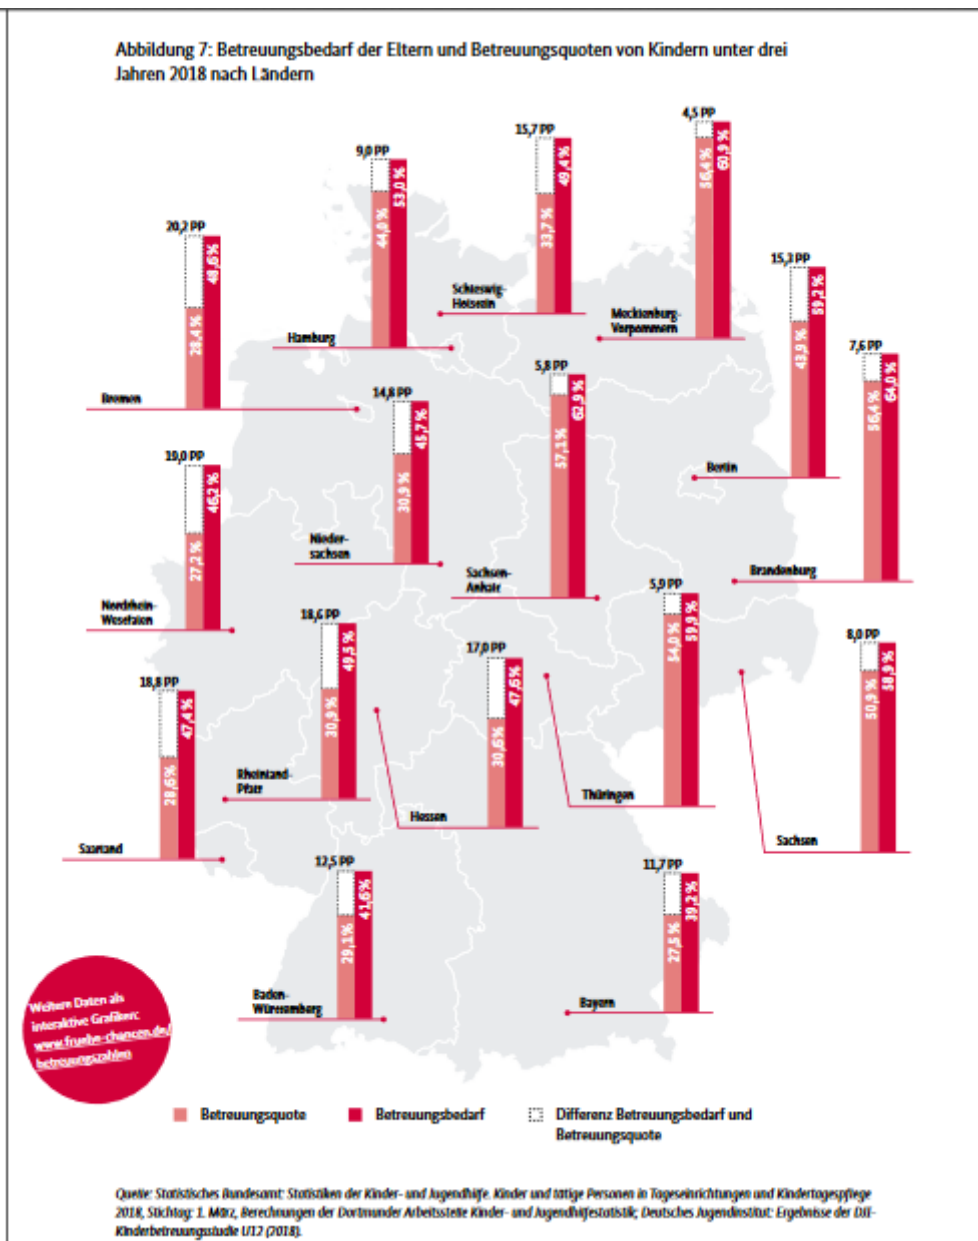 Abbildung 7: Betreuungsbedarf der Eltern und Betreuungsquoten von Kindern unter drei
Jahren 2018 nach Ländern
4,5 PP
56,4 %
60,9 %
Mecklenburg-
Vorpommern
15,7 PP
33,7 %
49,4 %
Schleswig-
Holstein
9,0 PP
44,0 %
53,0 %
Hamburg
20,2 PP
28,4 %
48,6 %
Bremen
15,3 PP
43,9 %
59,2 %
Berlin
7,6 PP
56,4 %
64,0 %
Brandenburg
5,8 PP
57,1 %
62,9 %
Sachsen-
Anhalt
14,8 PP
30,9 %
45,7 %
Nieder-
sachsen
19,0 PP
27,2 %
46,2 %
Nordrhein-
Westfalen
5,9 PP
54,0 %
59,9 %
Thüringen
8,0 PP
50,9 %
58,9 %
Sachsen
18,6 PP
30,9 %
49,5 %
Rheinland-
Pfalz
17,0 PP
30,6 %
47,6 %
Hessen
18,8 PP
28,6 %
47,4 %
Saarland
12,5 PP
29,1 %
41,6 %
Baden-
Württemberg
11,7 PP
27,5 %
39,2 %
Bayern
Weitere Daten als
interaktive Grafiken:
www.fruehe-chancen.de/
betreuungszahlen
Betreuungsquote
Betreuungsbedarf
Differenz Betreuungsbedarf und
Betreuungsquote
Quelle: Statistisches Bundesamt: Statistiken der Kinder- und Jugendhilfe. Kinder und tätige Personen in Tageseinrichtungen und Kindertagespflege
2018, Stichtag: 1. März, Berechnungen der Dortmunder Arbeitsstelle Kinder- und Jugendhilfestatistik; Deutsches Jugendinstitut: Ergebnisse der DJI-
Kinderbetreuungsstudie U12 (2018).